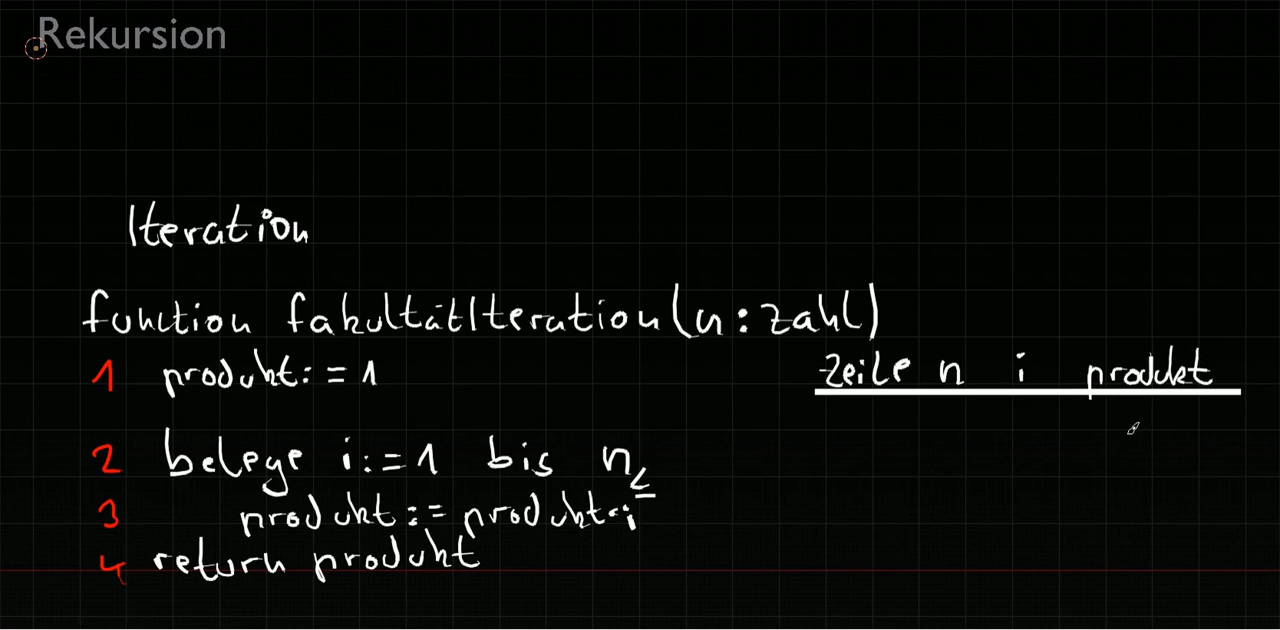 Rekursion
Iteration
function fakultätIteration(n:zahl)
1 produkt:=1
zeile n i produkt
2 belege i:=1 bis n
≤
3 produkt:=produkt·i
4 return produkt